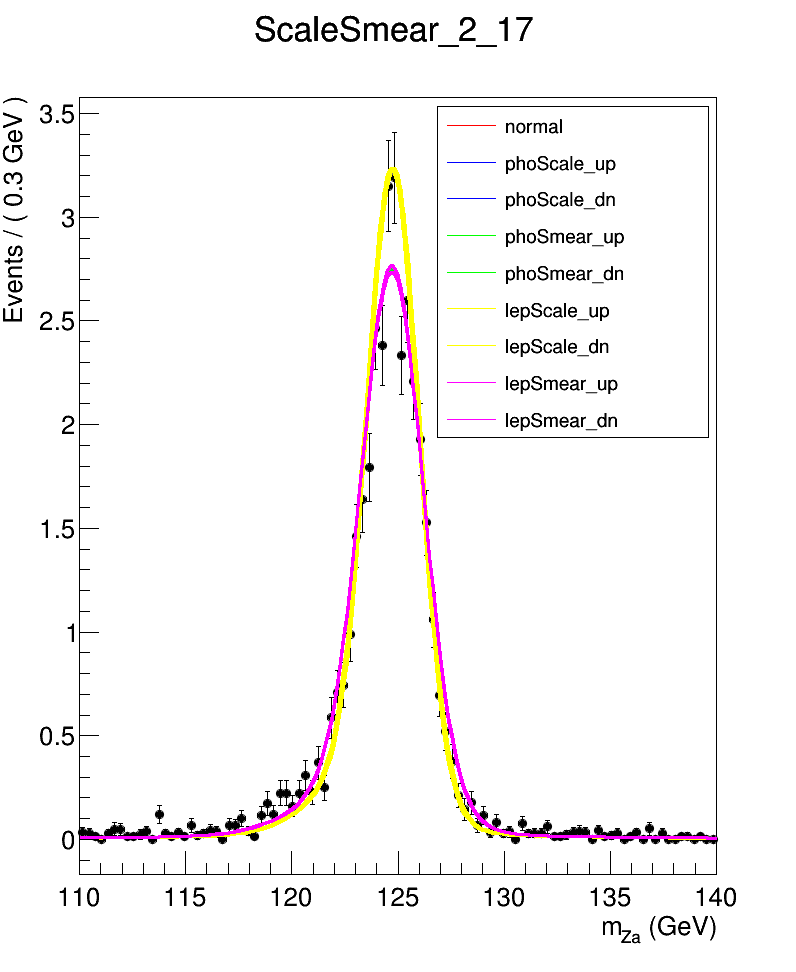 ScaleSmear_2_17
Events / ( 0.3 GeV )
3.5
3
2.5
2
1.5
1
0.5
0
normal
phoScale_up
phoScale_dn
phoSmear_up
phoSmear_dn
lepScale_up
lepScale_dn
lepSmear_up
lepSmear_dn
110 115 120 125 130 135 140
m_Za (GeV)